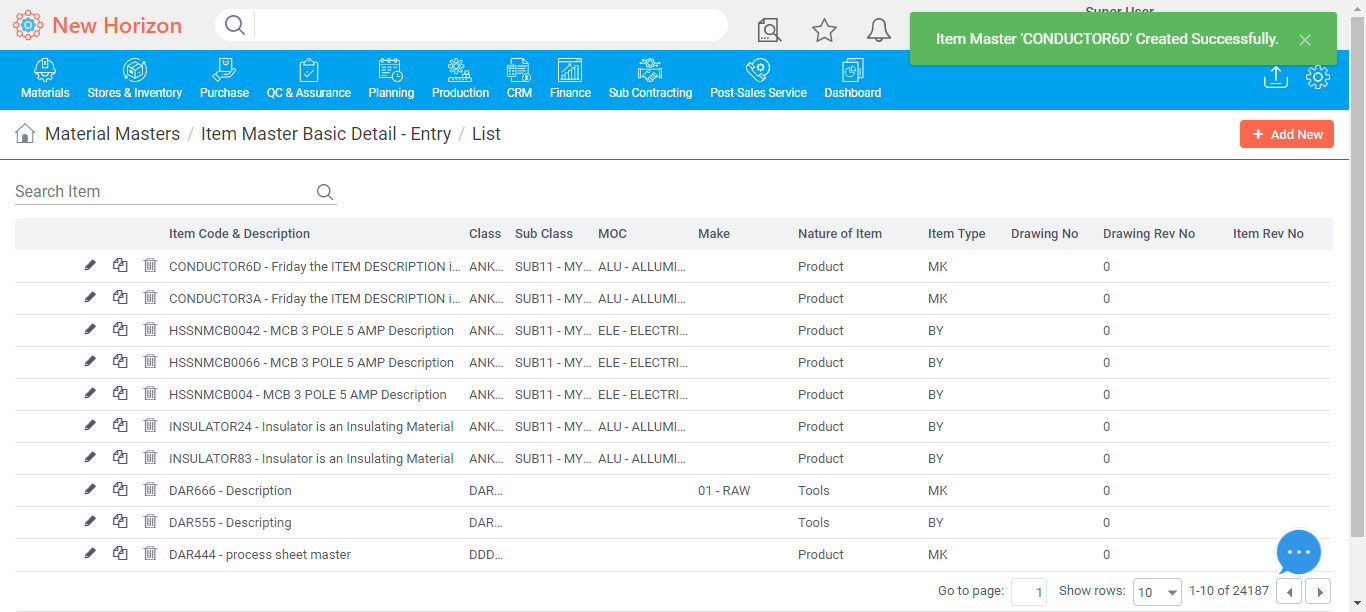 New Horizon
Super User
Item Master 'CONDUCTOR6D' Created Successfully.
Materials Stores & Inventory Purchase QC & Assurance Planning Production CRM Finance Sub Contracting Post-Sales Service Dashboard
Material Masters / Item Master Basic Detail - Entry / List
+ Add New
Search Item
Item Code & Description Class Sub Class MOC Make Nature of Item Item Type Drawing No Drawing Rev No Item Rev No
CONDUCTOR6D - Friday the ITEM DESCRIPTION i... ANK... SUB11 - MY... ALU - ALLUMI... Product MK 0
CONDUCTOR3A - Friday the ITEM DESCRIPTION i... ANK... SUB11 - MY... ALU - ALLUMI... Product MK 0
HSSNMCB0042 - MCB 3 POLE 5 AMP Description ANK... SUB11 - MY... ELE - ELECTRI... Product BY 0
HSSNMCB0066 - MCB 3 POLE 5 AMP Description ANK... SUB11 - MY... ELE - ELECTRI... Product BY 0
HSSNMCB004 - MCB 3 POLE 5 AMP Description ANK... SUB11 - MY... ELE - ELECTRI... Product BY 0
INSULATOR24 - Insulator is an Insulating Material ANK... SUB11 - MY... ALU - ALLUMI... Product BY 0
INSULATOR83 - Insulator is an Insulating Material ANK... SUB11 - MY... ALU - ALLUMI... Product BY 0
DAR666 - Description DAR... 01 - RAW Tools MK 0
DAR555 - Descripting DAR... Tools BY 0
DAR444 - process sheet master DDD... Product MK 0
Go to page: 1 Show rows: 10 1-10 of 24187